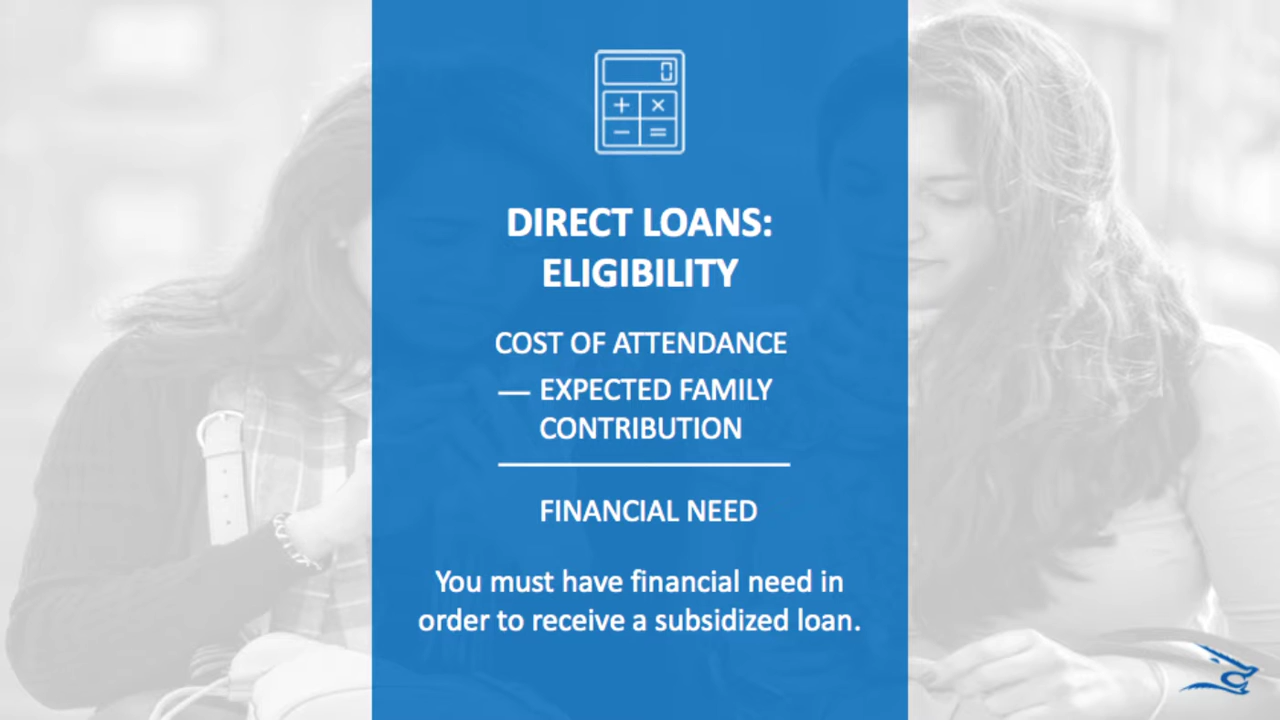 0
+ ×
− =
DIRECT LOANS:
ELIGIBILITY
COST OF ATTENDANCE
— EXPECTED FAMILY
CONTRIBUTION
FINANCIAL NEED
You must have financial need in
order to receive a subsidized loan.